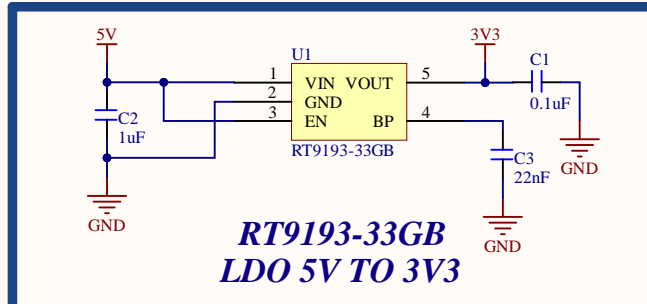 5V
3V3
U1
C1
1
VIN
VOUT
5
2
GND
0.1uF
C2
3
EN
BP
4
1uF
RT9193-33GB
C3
22nF
GND
GND
GND
RT9193-33GB
LDO 5V TO 3V3